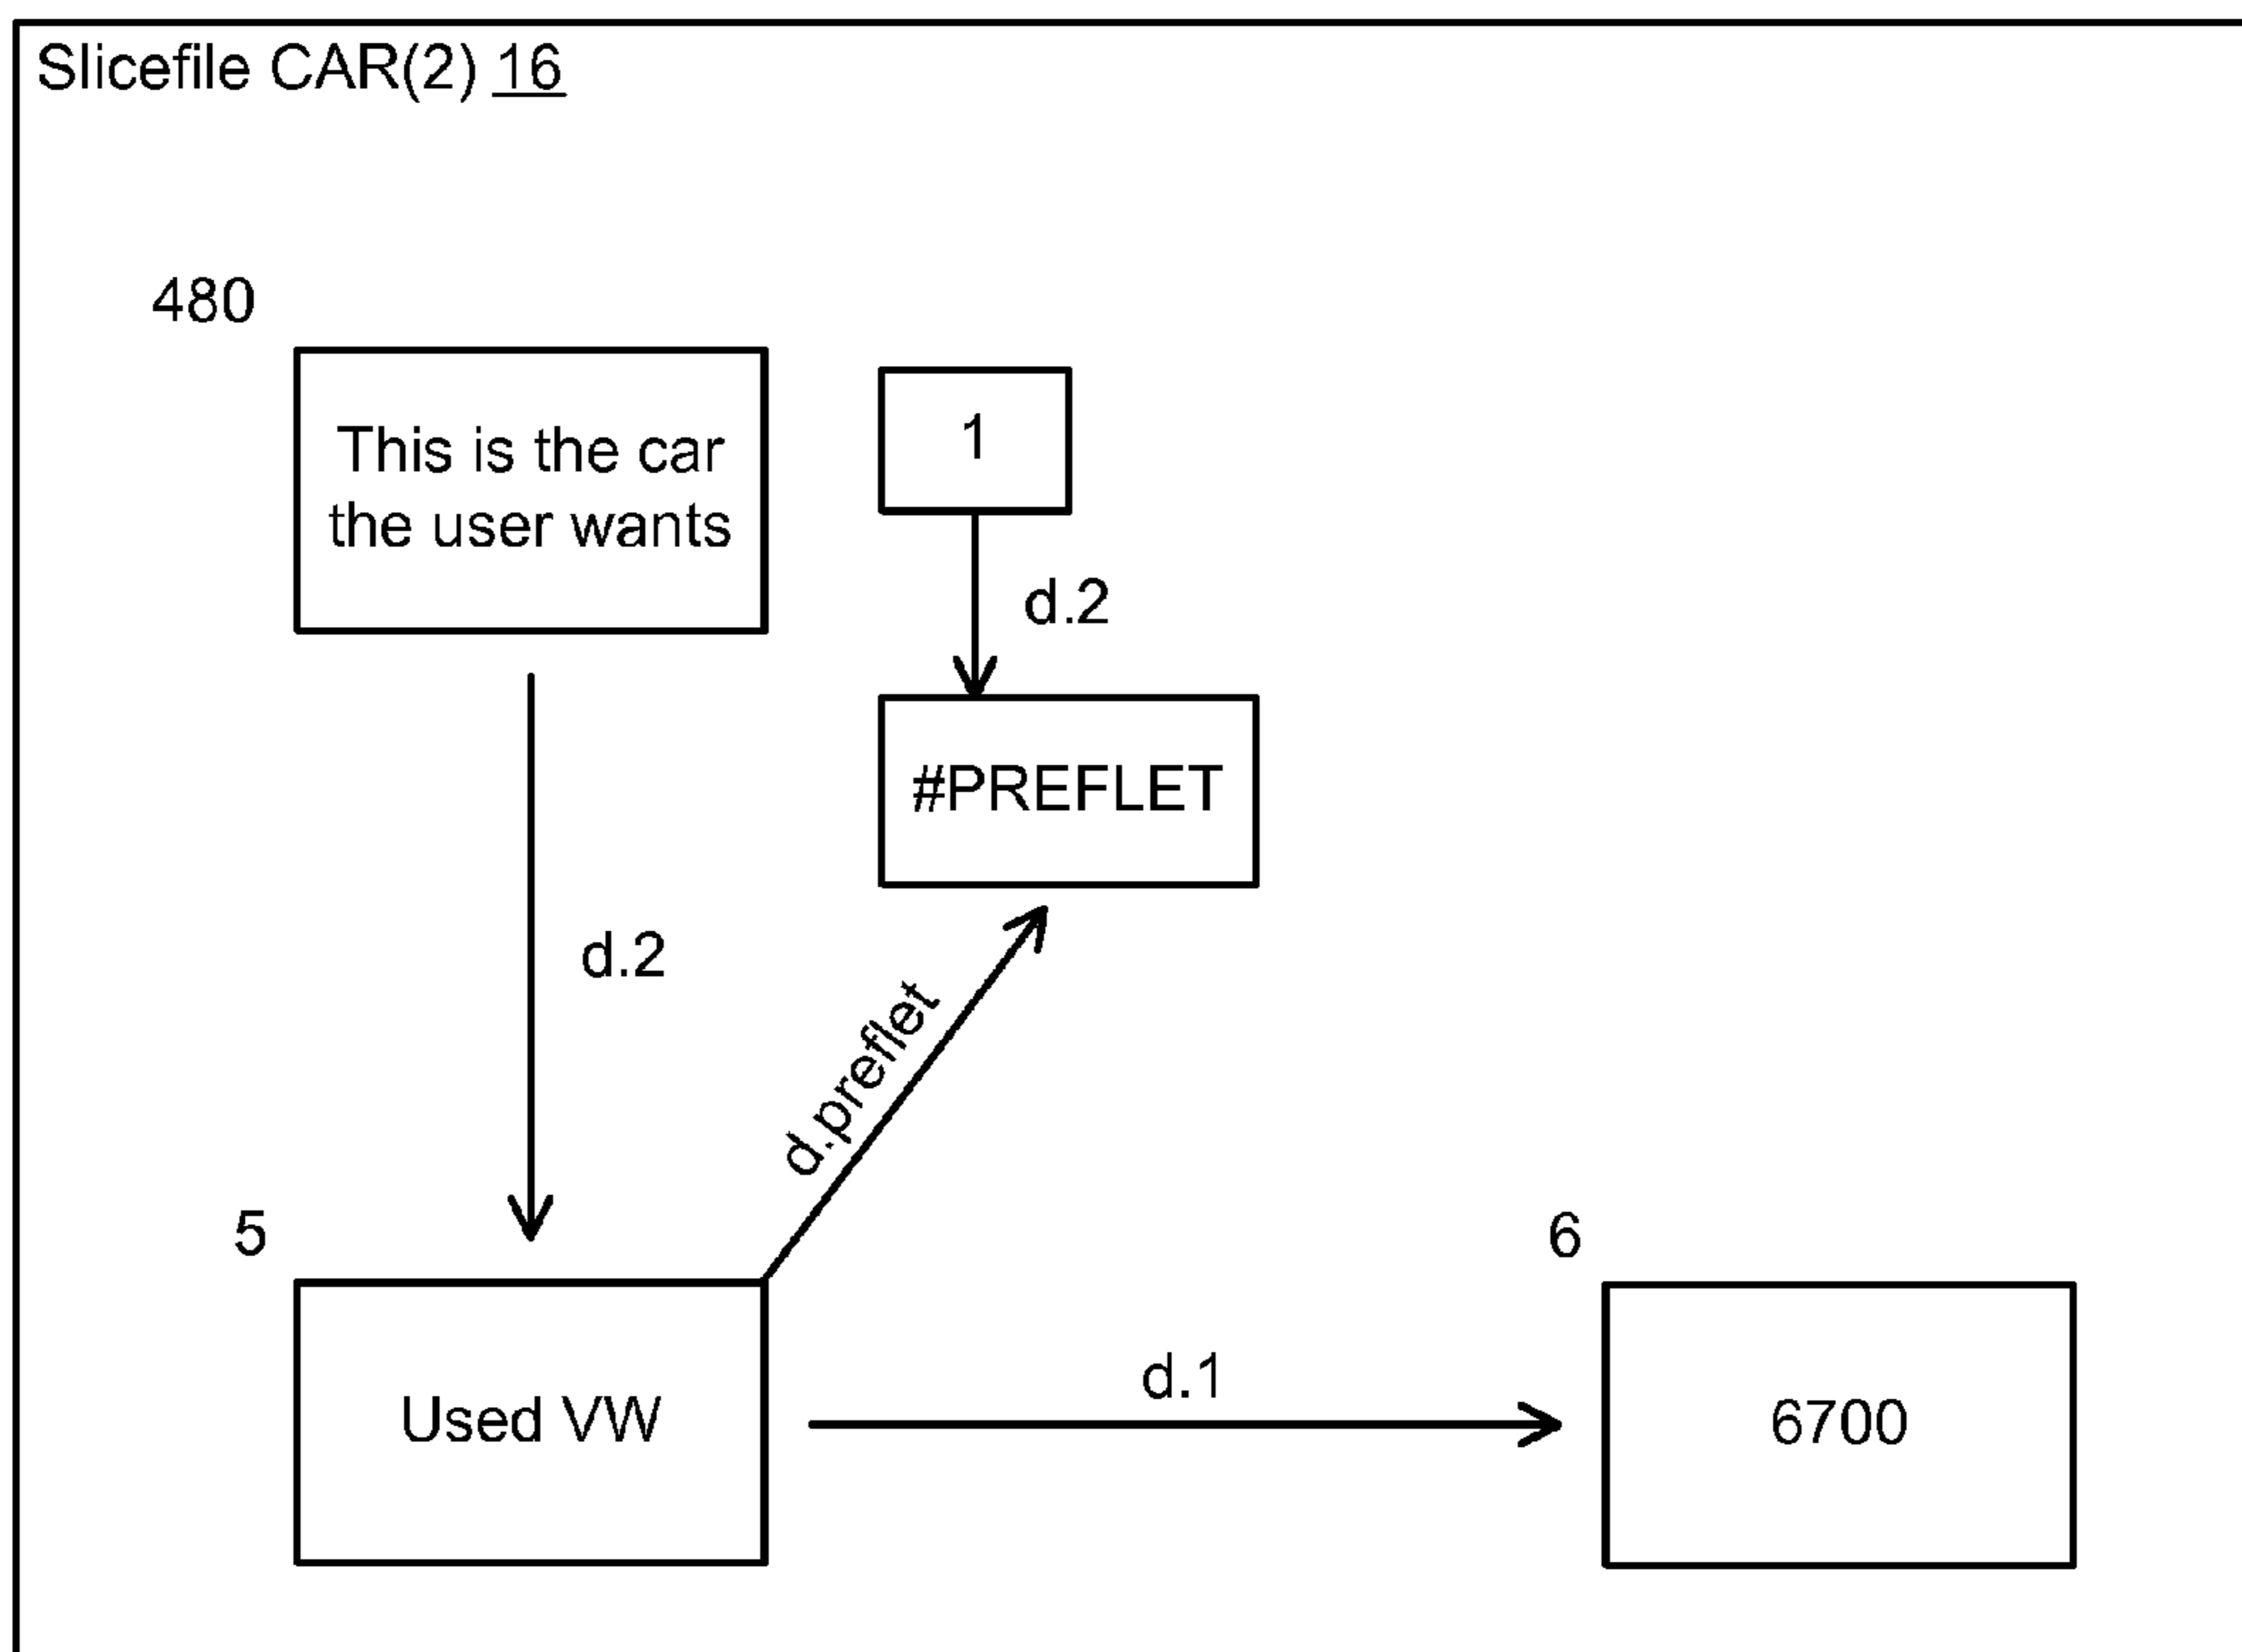 Slicefile CAR(2) 16
480
This is the car
the user wants
1
d.2
#PREFLET
d.2
d.preflet
5
6
Used VW
d.1
6700